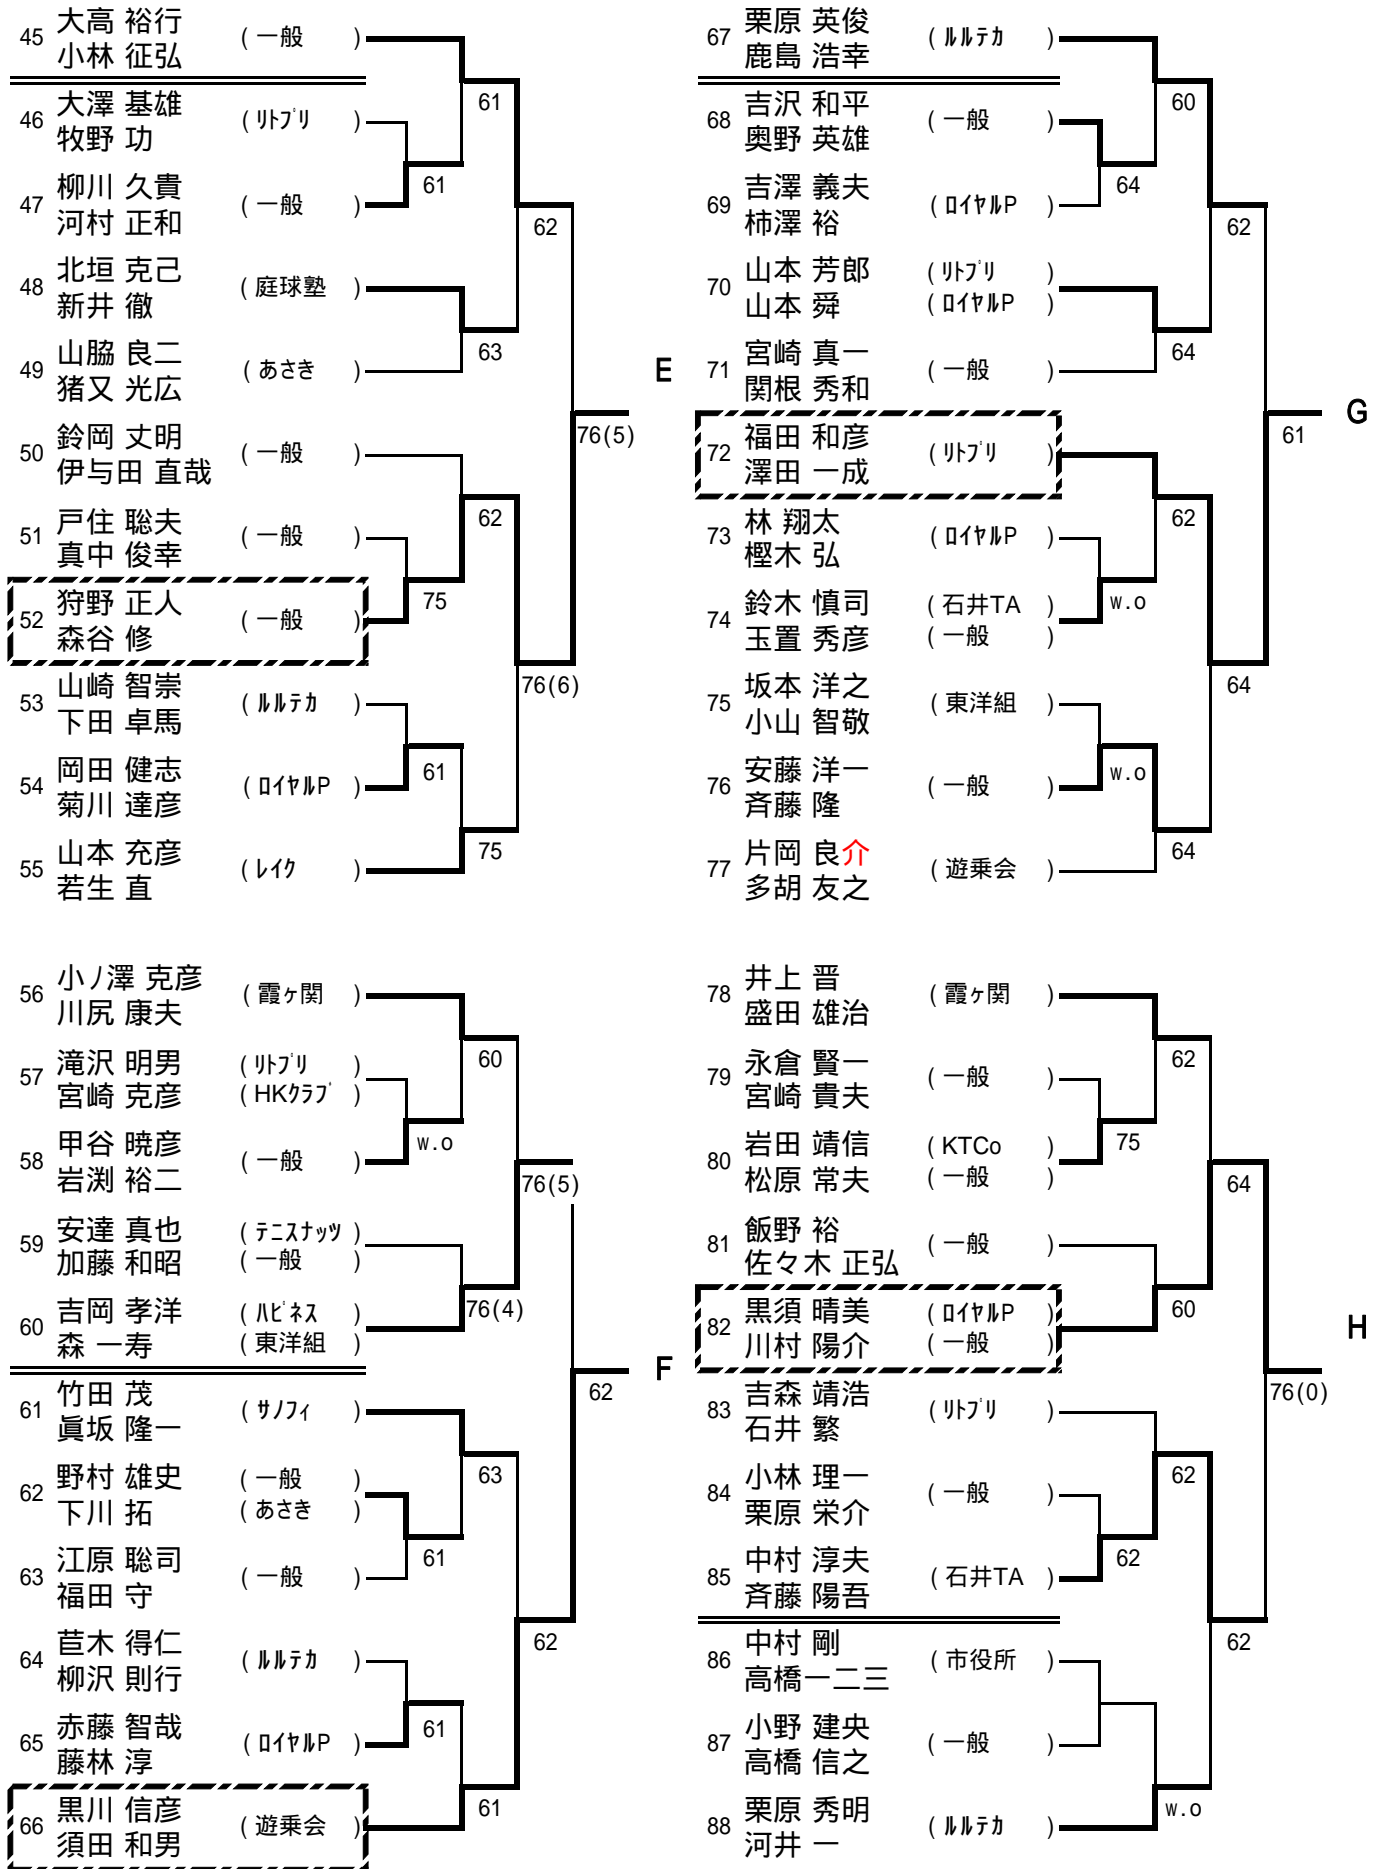 45 大高 裕行 (一般)
小林 征弘
61
46 大澤 基雄 (ﾘﾄﾌﾟﾘ)
牧野 功
61
47 柳川 久貴 (一般)
河村 正和
62
48 北垣 克己 (庭球塾)
新井 徹
63
49 山脇 良二 (あさき)
猪又 光広
E
76(5)
50 鈴岡 丈明 (一般)
伊与田 直哉
62
51 戸住 聡夫 (一般)
真中 俊幸
75
52 狩野 正人 (一般)
森谷 修
76(6)
53 山崎 智崇 (ﾙﾙﾃｶ)
下田 卓馬
61
54 岡田 健志 (ﾛｲﾔﾙP)
菊川 達彦
75
55 山本 充彦 (ﾚｲｸ)
若生 直
56 小ノ澤 克彦 (霞ヶ関)
川尻 康夫
60
57 滝沢 明男 (ﾘﾄﾌﾟﾘ)
宮崎 克彦 (HKｸﾗﾌﾞ)
w.o
58 甲谷 暁彦 (一般)
岩渕 裕二
76(5)
59 安達 真也 (ﾃﾆｽﾅｯﾂ)
加藤 和昭 (一般)
76(4)
60 吉岡 孝洋 (ﾊﾋﾟﾈｽ)
森 一寿 (東洋組)
F
62
61 竹田 茂 (ｻﾉﾌｨ)
眞坂 隆一
63
62 野村 雄史 (一般)
下川 拓 (あさき)
61
63 江原 聡司 (一般)
福田 守
62
64 苣木 得仁 (ﾙﾙﾃｶ)
柳沢 則行
61
65 赤藤 智哉 (ﾛｲﾔﾙP)
藤林 淳
61
66 黒川 信彦 (遊乗会)
須田 和男
67 栗原 英俊 (ﾙﾙﾃｶ)
鹿島 浩幸
60
68 吉沢 和平 (一般)
奥野 英雄
64
69 吉澤 義夫 (ﾛｲﾔﾙP)
柿澤 裕
62
70 山本 芳郎 (ﾘﾄﾌﾟﾘ)
山本 舜 (ﾛｲﾔﾙP)
64
71 宮崎 真一 (一般)
関根 秀和
G
61
72 福田 和彦 (ﾘﾄﾌﾟﾘ)
澤田 一成
62
73 林 翔太 (ﾛｲﾔﾙP)
樫木 弘
w.o
74 鈴木 慎司 (石井TA)
玉置 秀彦 (一般)
64
75 坂本 洋之 (東洋組)
小山 智敬
w.o
76 安藤 洋一 (一般)
斉藤 隆
64
77 片岡 良介 (遊乗会)
多胡 友之
78 井上 晋 (霞ヶ関)
盛田 雄治
62
79 永倉 賢一 (一般)
宮崎 貴夫
75
80 岩田 靖信 (KTCo)
松原 常夫 (一般)
64
81 飯野 裕 (一般)
佐々木 正弘
60
82 黒須 晴美 (ﾛｲﾔﾙP)
川村 陽介 (一般)
H
76(0)
83 吉森 靖浩 (ﾘﾄﾌﾟﾘ)
石井 繁
62
84 小林 理一 (一般)
栗原 栄介
62
85 中村 淳夫 (石井TA)
斉藤 陽吾
62
86 中村 剛 (市役所)
高橋一二三
87 小野 建央 (一般)
高橋 信之
w.o
88 栗原 秀明 (ﾙﾙﾃｶ)
河井 一